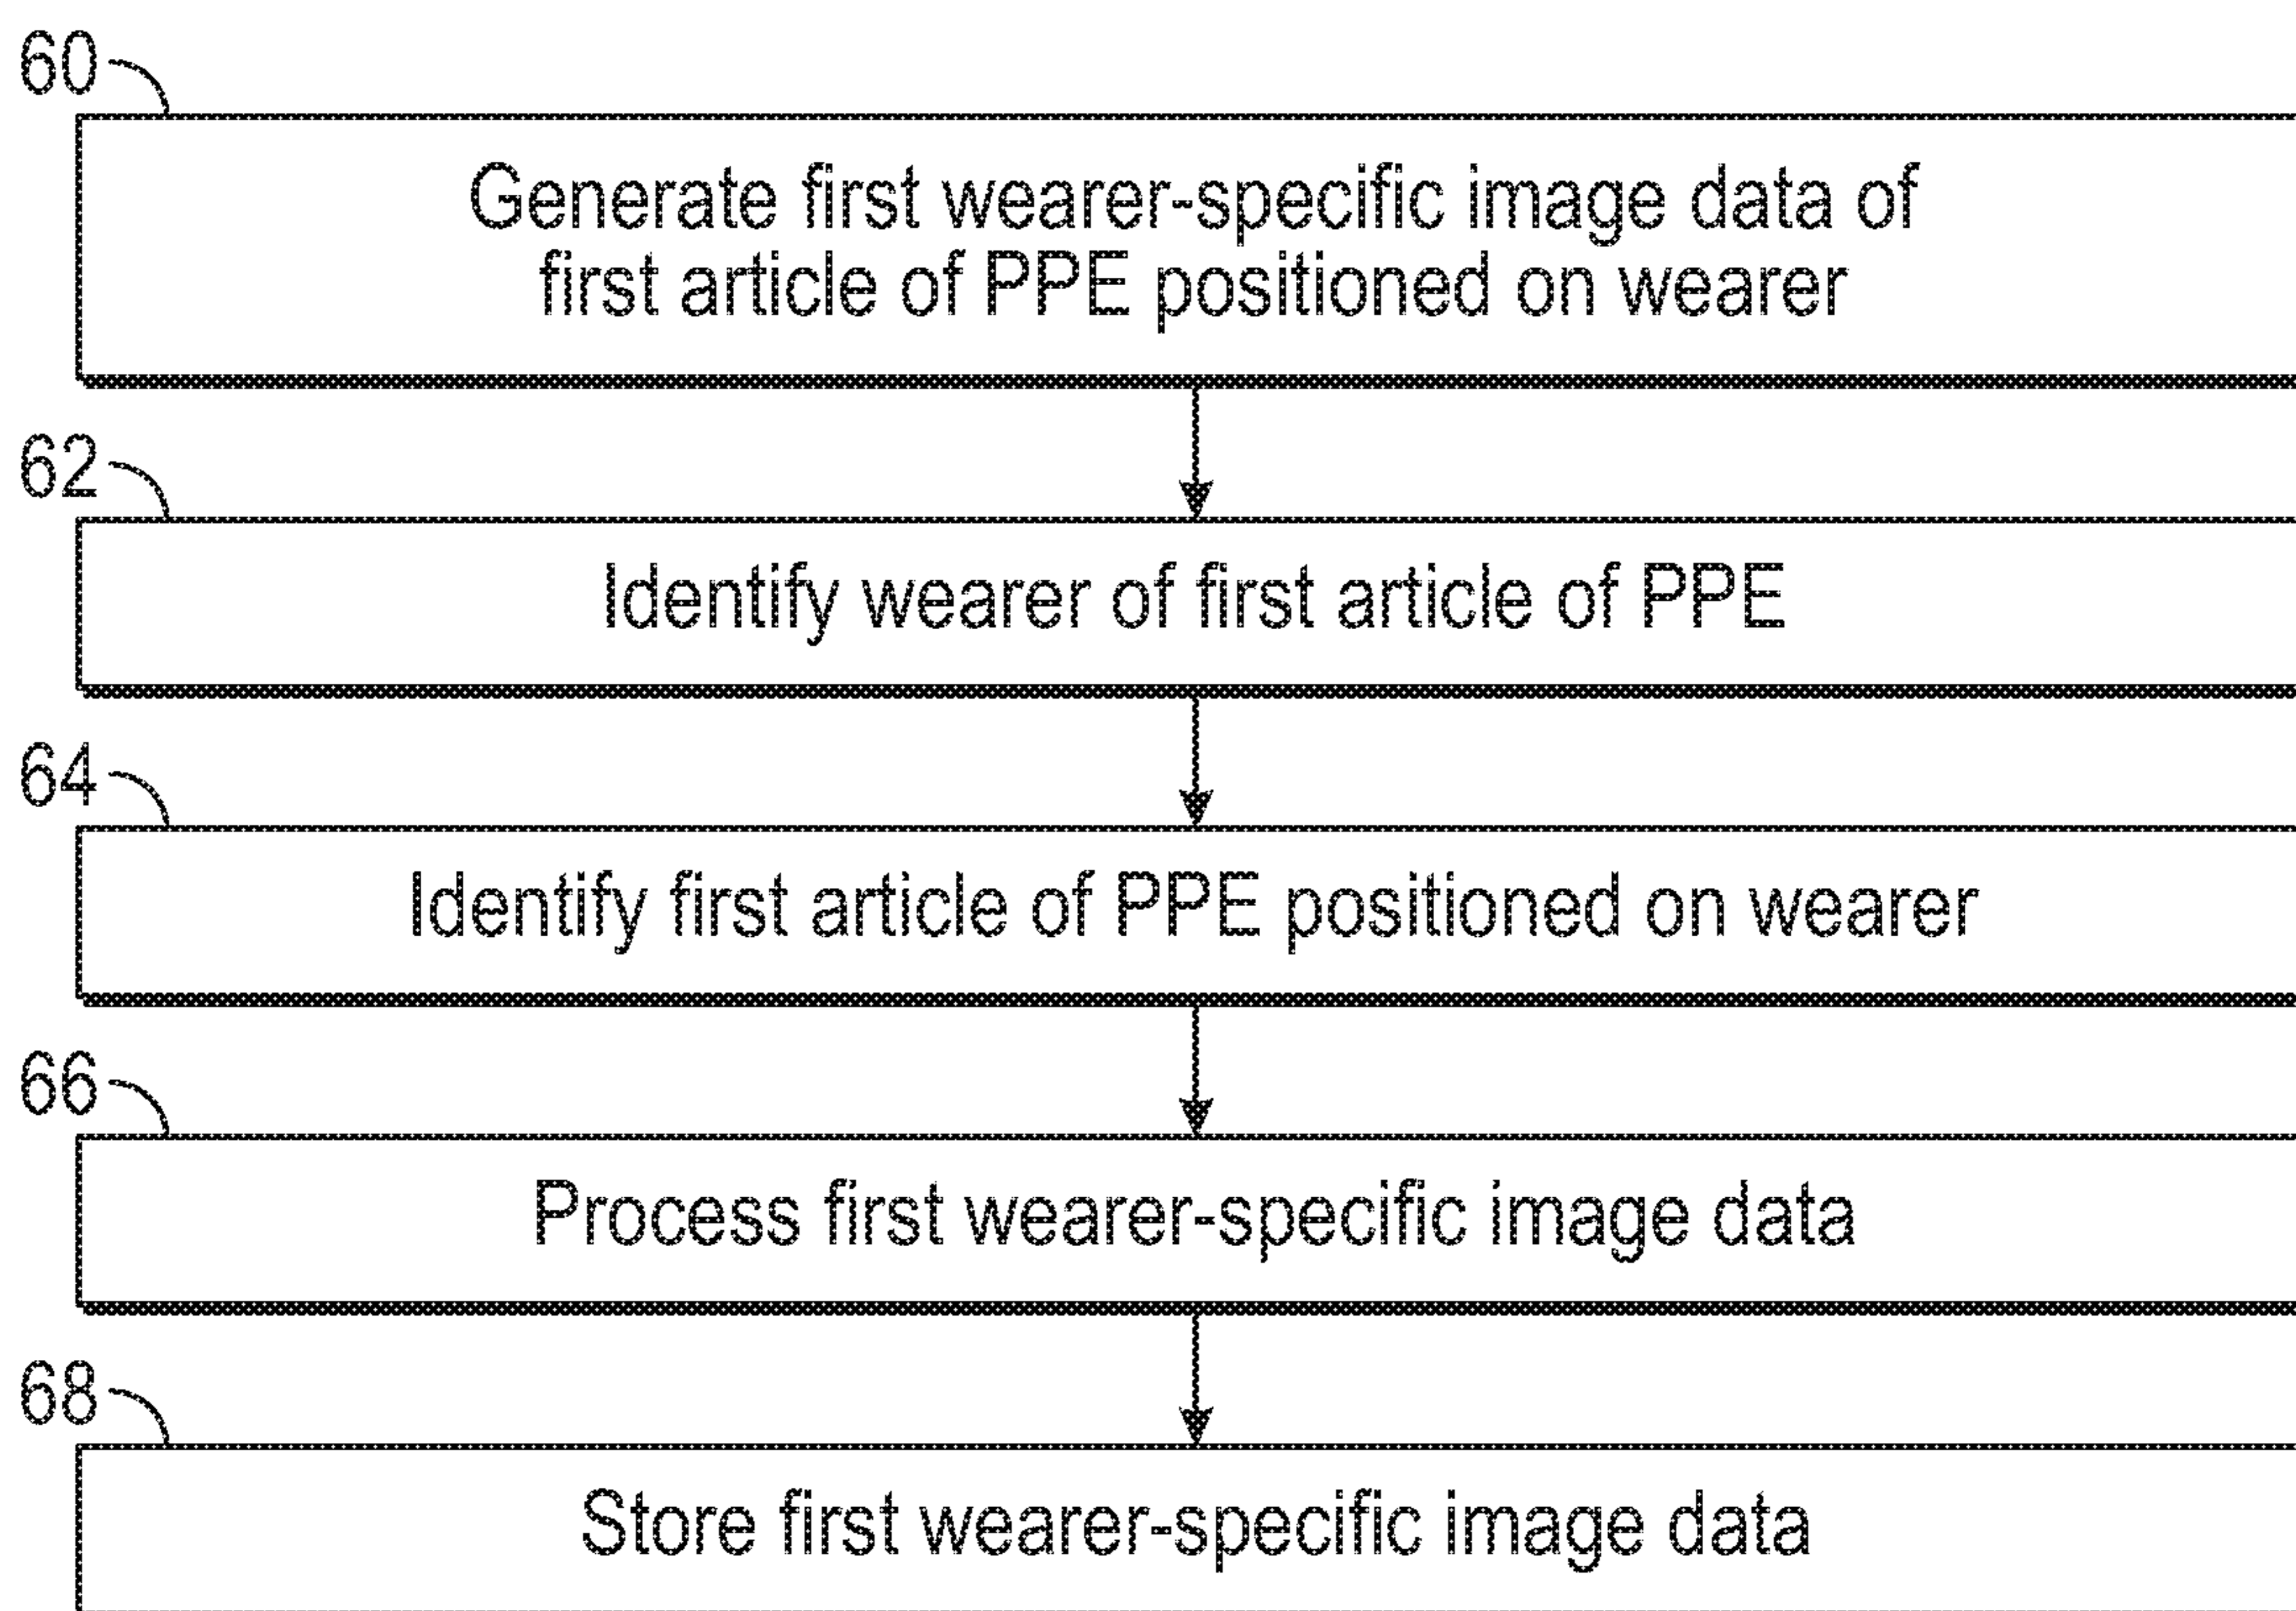 60
Generate first wearer-specific image data of
first article of PPE positioned on wearer
62
Identify wearer of first article of PPE
64
Identify first article of PPE positioned on wearer
66
Process first wearer-specific image data
68
Store first wearer-specific image data